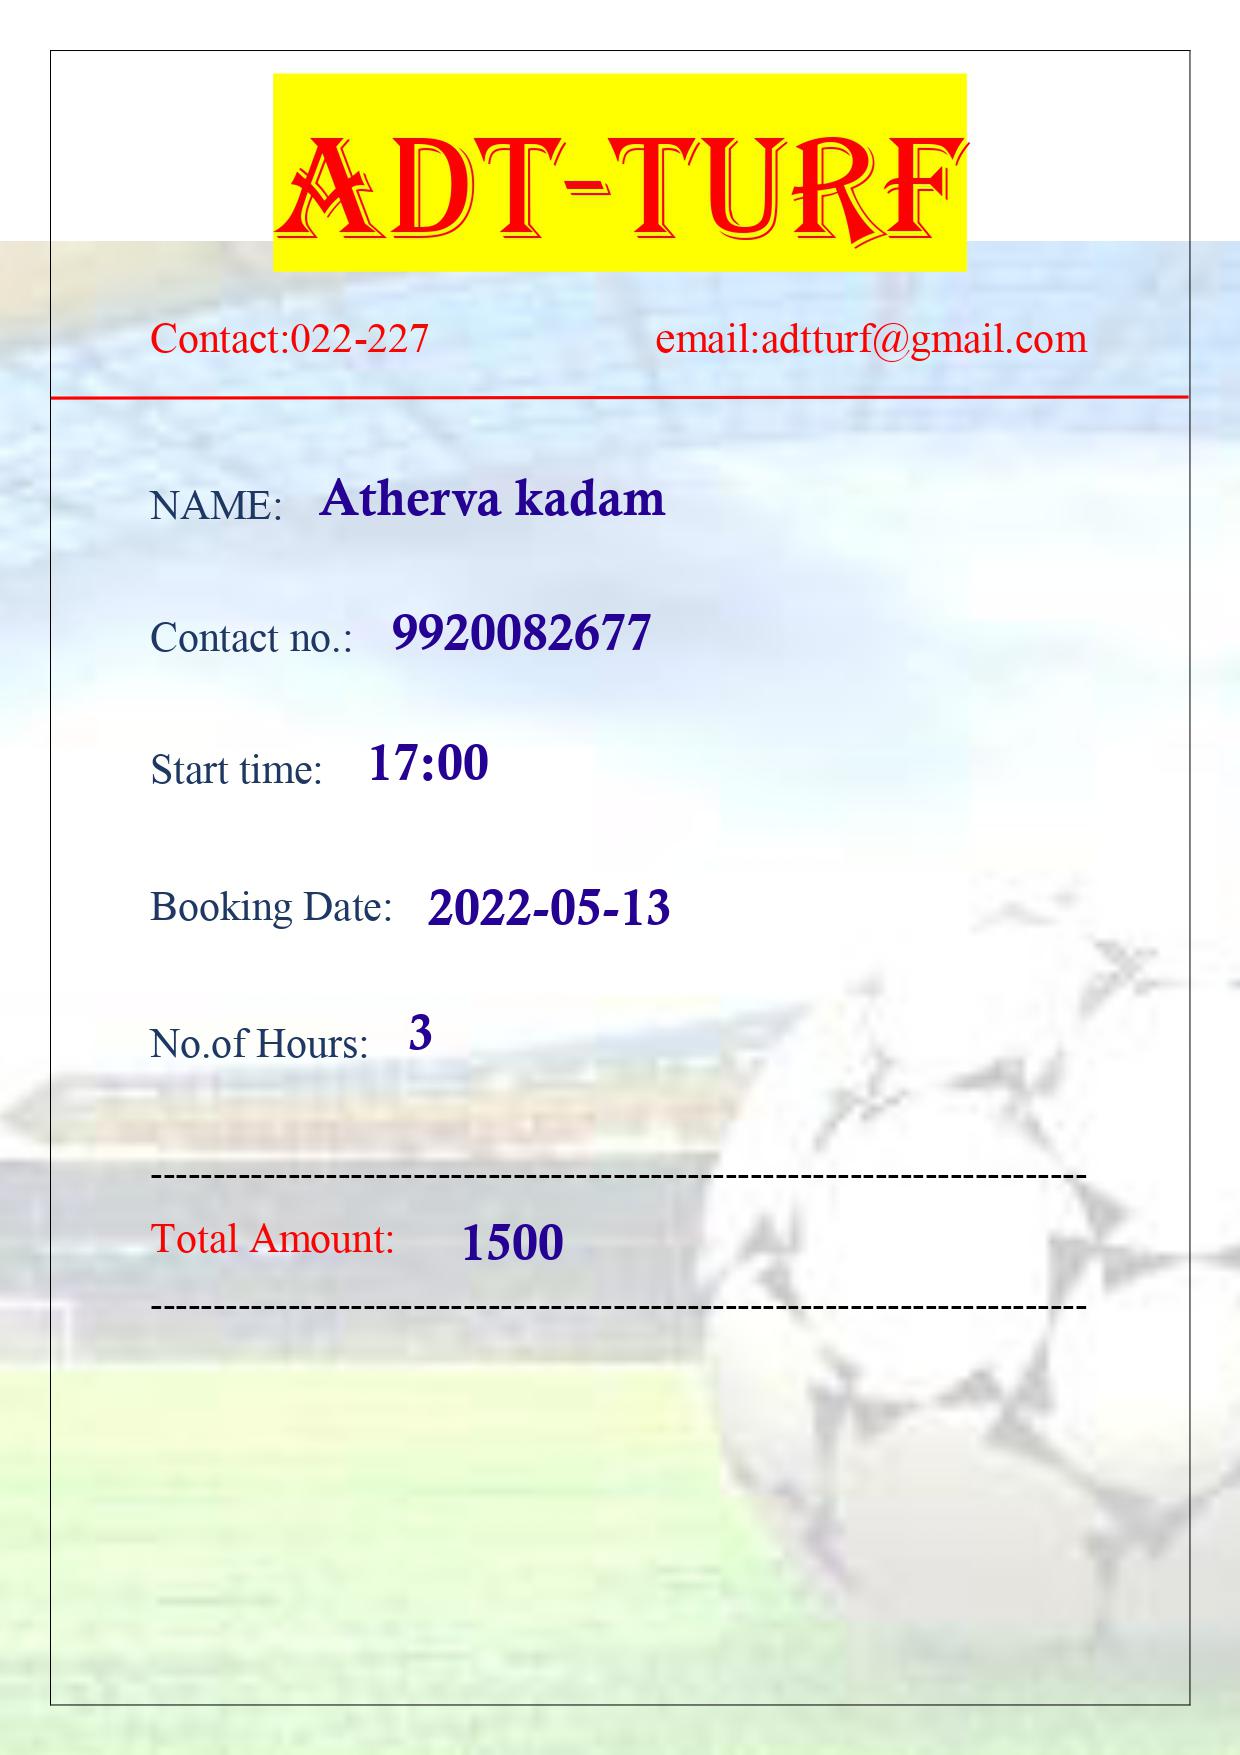 ADT-TURF
Contact:022-227 email:adtturf@gmail.com
NAME: Atherva kadam
Contact no.: 9920082677
Start time: 17:00
Booking Date: 2022-05-13
No.of Hours: 3
---------------------------------------------------------------------------
Total Amount: 1500
---------------------------------------------------------------------------